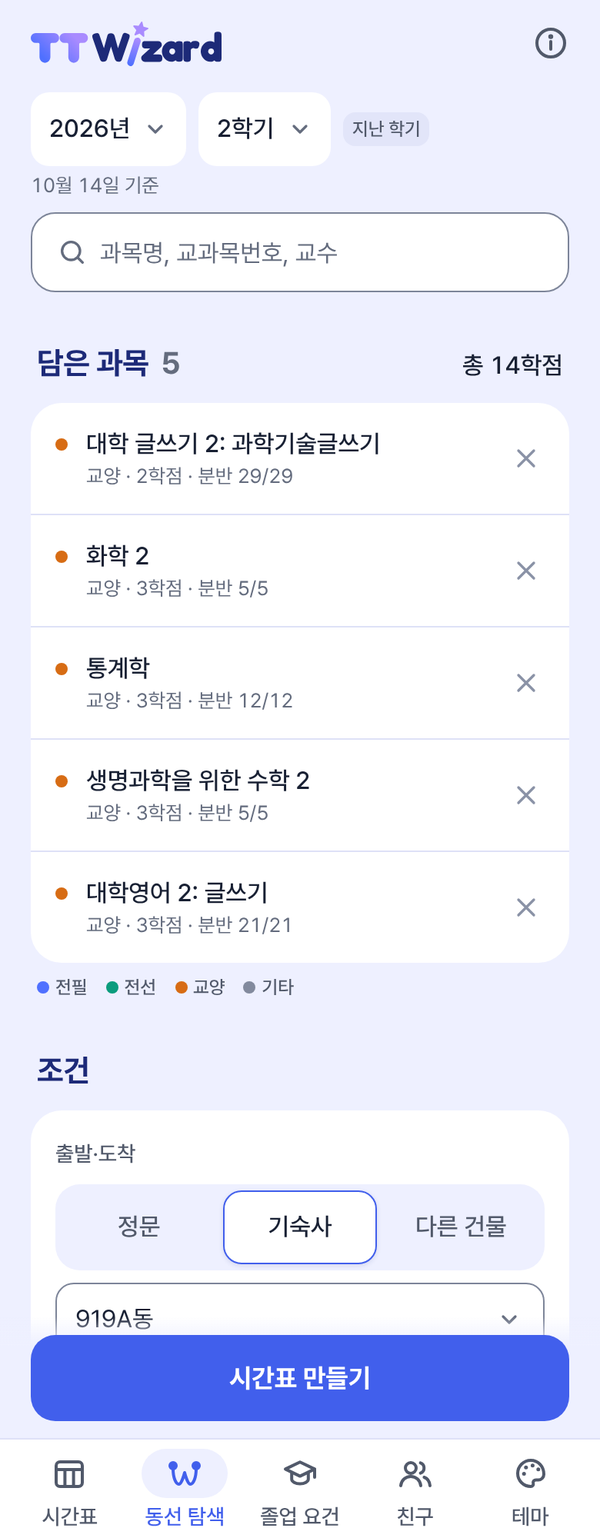 TTWizard
2026년 2학기 지난 학기
10월 14일 기준
과목명, 교과목번호, 교수
담은 과목 5 총 14학점
대학 글쓰기 2: 과학기술글쓰기
교양 · 2학점 · 분반 29/29
화학 2
교양 · 3학점 · 분반 5/5
통계학
교양 · 3학점 · 분반 12/12
생명과학을 위한 수학 2
교양 · 3학점 · 분반 5/5
대학영어 2: 글쓰기
교양 · 3학점 · 분반 21/21
전필 전선 교양 기타
조건
출발·도착
정문 기숙사 다른 건물
919A동
시간표 만들기
시간표 동선 탐색 졸업 요건 친구 테마